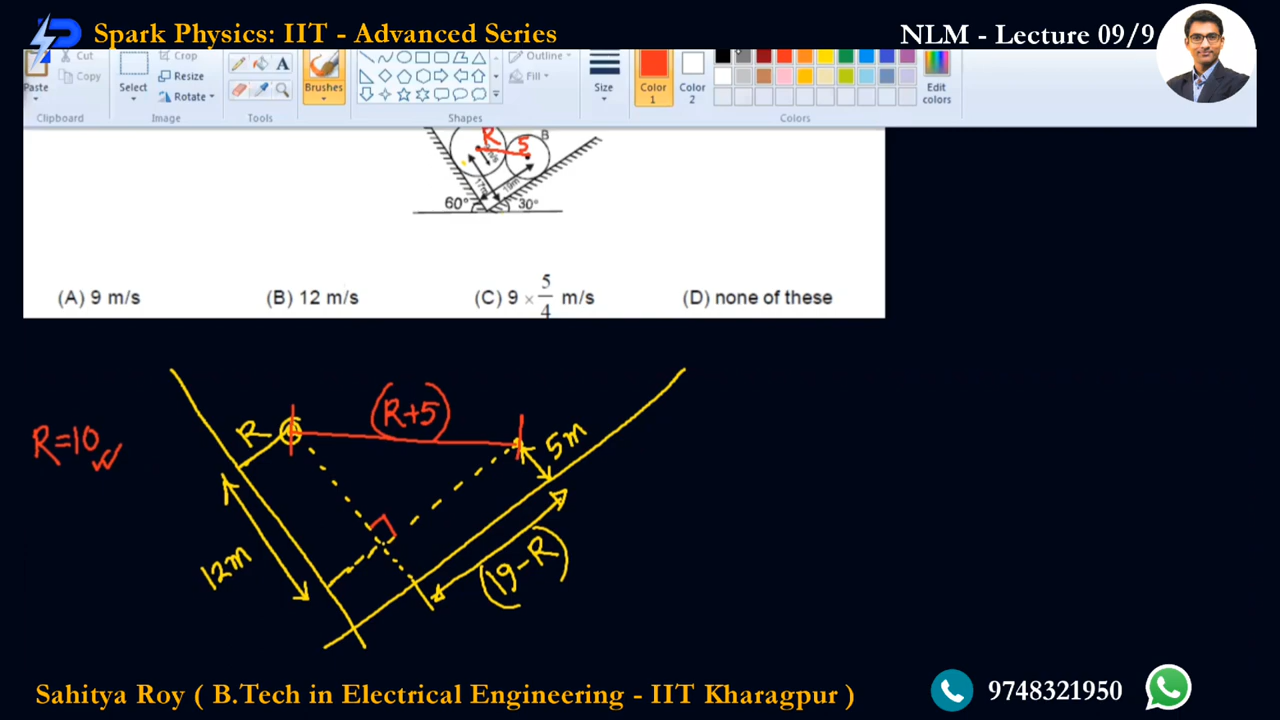 Spark Physics: IIT - Advanced Series
NLM - Lecture 09/9
Cut
Copy
Paste
Clipboard
Select
Crop
Resize
Rotate
Image
Tools
Brushes
Shapes
Outline
Fill
Size
Color 1
Color 2
Edit colors
Colors
R
5
B
17m
19m
60°
30°
(A) 9 m/s
(B) 12 m/s
(C) 9 × 5/4 m/s
(D) none of these
R=10
R
(R+5)
5m
12m
(19-R)
Sahitya Roy ( B.Tech in Electrical Engineering - IIT Kharagpur )
9748321950